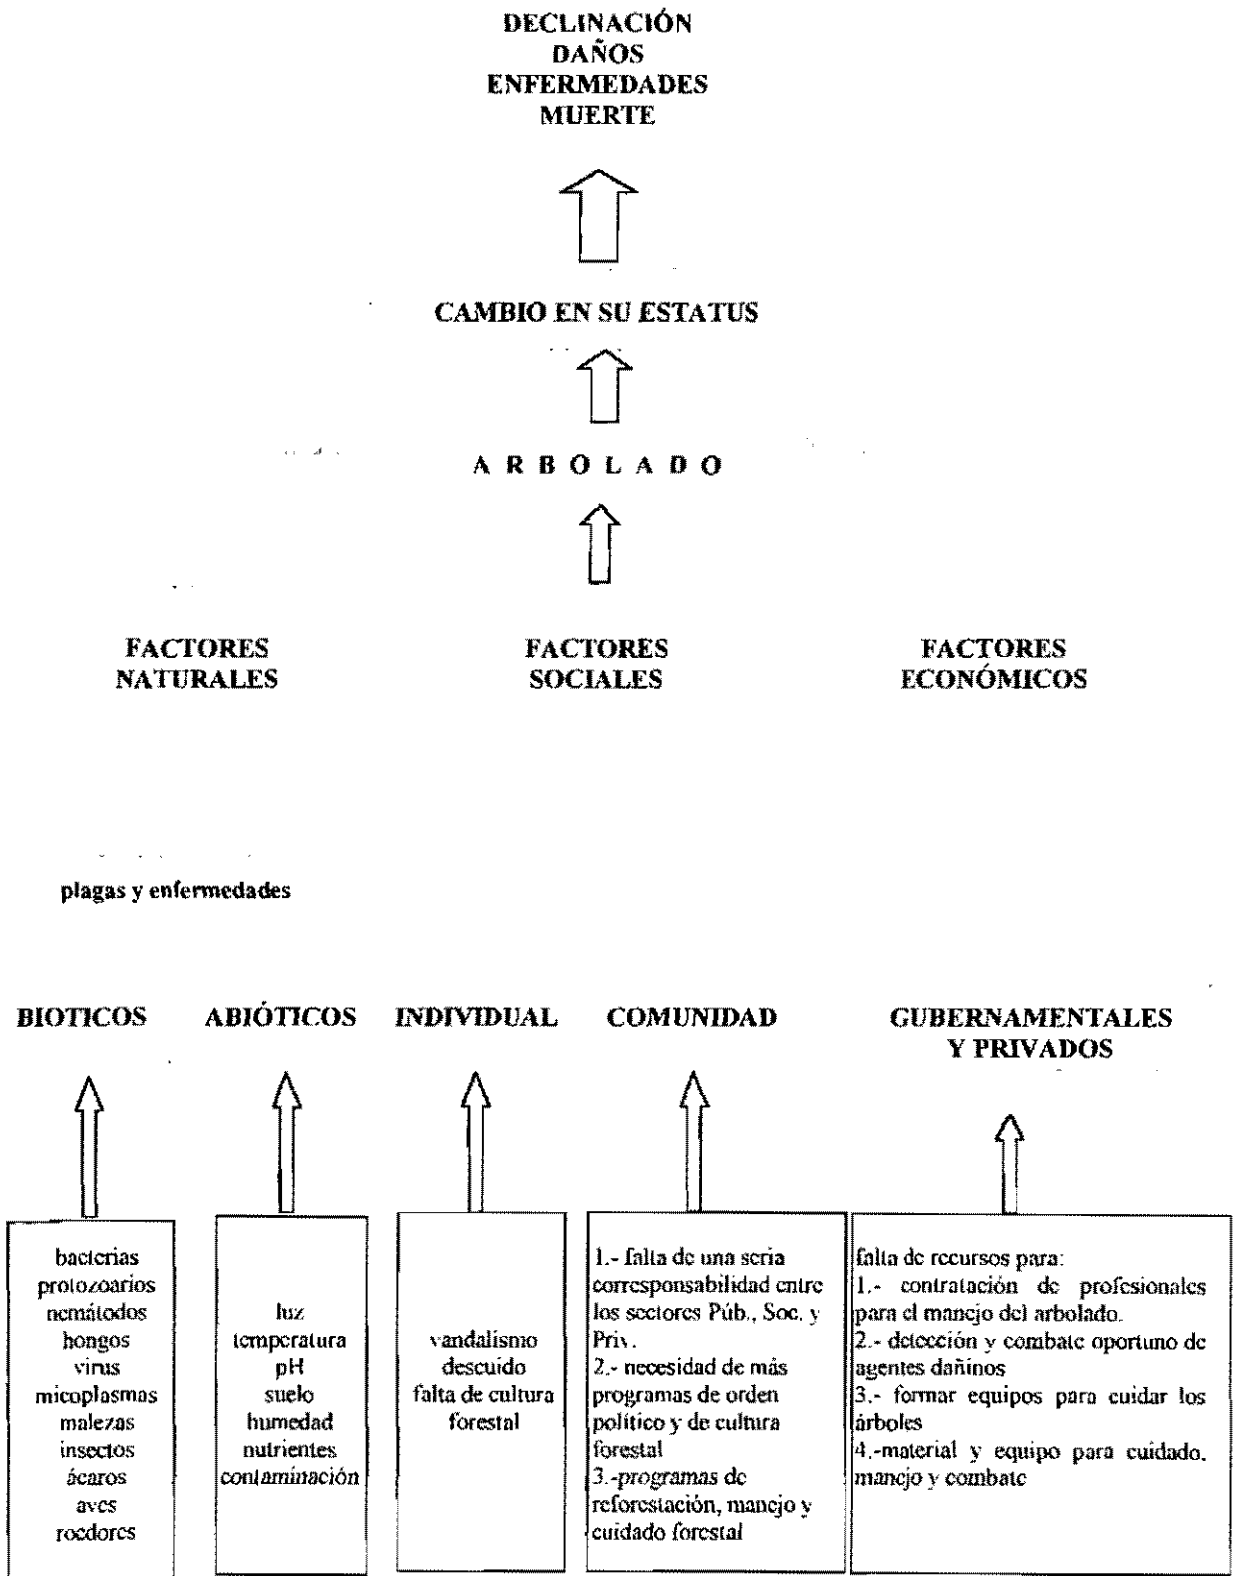 DECLINACIÓN
DAÑOS
ENFERMEDADES
MUERTE
CAMBIO EN SU ESTATUS
A R B O L A D O
FACTORES
NATURALES
FACTORES
SOCIALES
FACTORES
ECONÓMICOS
plagas y enfermedades
BIOTICOS
ABIÓTICOS
INDIVIDUAL
COMUNIDAD
GUBERNAMENTALES
Y PRIVADOS
bacterias
protozoarios
nemátodos
hongos
virus
micoplasmas
malezas
insectos
ácaros
aves
roedores
luz
temperatura
pH
suelo
humedad
nutrientes
contaminación
vandalismo
descuido
falta de cultura
forestal
1.- falta de una seria
corresponsabilidad entre
los sectores Púb., Soc. y
Priv.
2.- necesidad de más
programas de orden
político y de cultura
forestal
3.-programas de
reforestación, manejo y
cuidado forestal
falta de recursos para:
1.- contratación de profesionales
para el manejo del arbolado.
2.- detección y combate oportuno de
agentes dañinos
3.- formar equipos para cuidar los
árboles
4.-material y equipo para cuidado,
manejo y combate